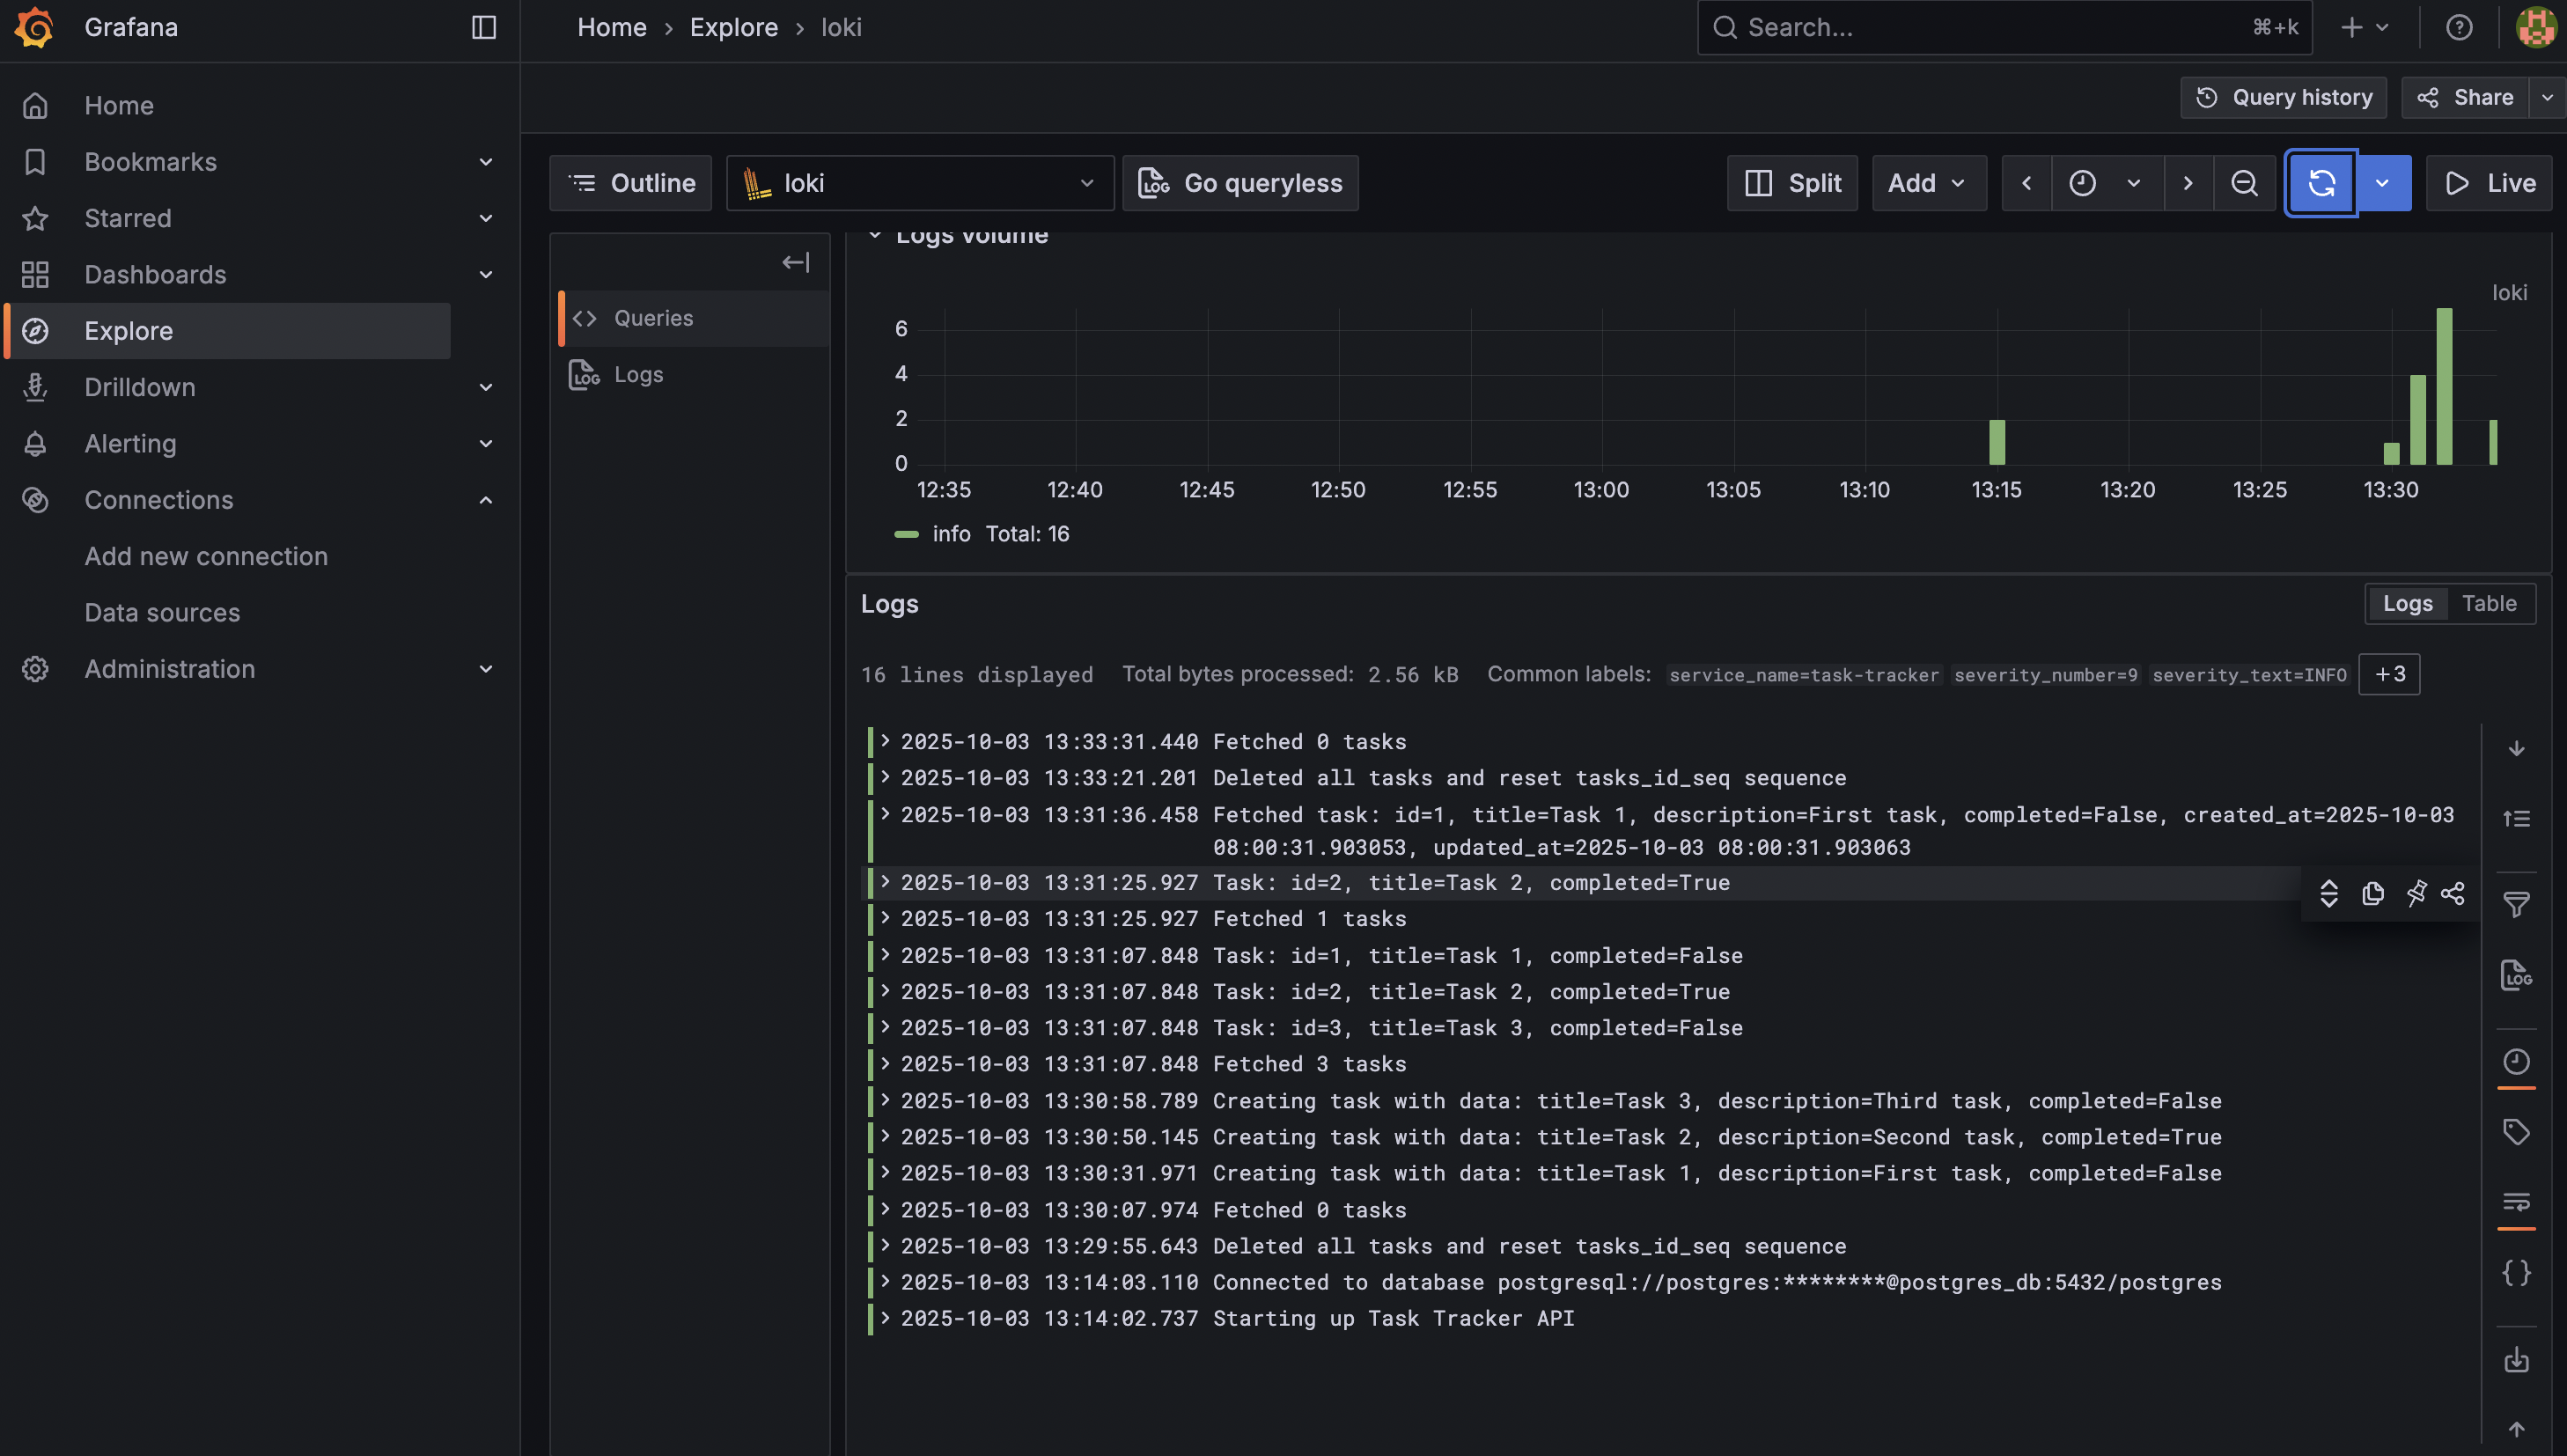 Grafana
Home › Explore › loki
Search...
⌘+k
Query history
Share
Home
Bookmarks
Starred
Dashboards
Explore
Drilldown
Alerting
Connections
Add new connection
Data sources
Administration
Outline
loki
Go queryless
Split
Add
Live
Queries
Logs
Logs volume
loki
6
4
2
0
12:35 12:40 12:45 12:50 12:55 13:00 13:05 13:10 13:15 13:20 13:25 13:30
info Total: 16
Logs
Logs Table
16 lines displayed Total bytes processed: 2.56 kB Common labels: service_name=task-tracker severity_number=9 severity_text=INFO +3
2025-10-03 13:33:31.440 Fetched 0 tasks
2025-10-03 13:33:21.201 Deleted all tasks and reset tasks_id_seq sequence
2025-10-03 13:31:36.458 Fetched task: id=1, title=Task 1, description=First task, completed=False, created_at=2025-10-03
08:00:31.903053, updated_at=2025-10-03 08:00:31.903063
2025-10-03 13:31:25.927 Task: id=2, title=Task 2, completed=True
2025-10-03 13:31:25.927 Fetched 1 tasks
2025-10-03 13:31:07.848 Task: id=1, title=Task 1, completed=False
2025-10-03 13:31:07.848 Task: id=2, title=Task 2, completed=True
2025-10-03 13:31:07.848 Task: id=3, title=Task 3, completed=False
2025-10-03 13:31:07.848 Fetched 3 tasks
2025-10-03 13:30:58.789 Creating task with data: title=Task 3, description=Third task, completed=False
2025-10-03 13:30:50.145 Creating task with data: title=Task 2, description=Second task, completed=True
2025-10-03 13:30:31.971 Creating task with data: title=Task 1, description=First task, completed=False
2025-10-03 13:30:07.974 Fetched 0 tasks
2025-10-03 13:29:55.643 Deleted all tasks and reset tasks_id_seq sequence
2025-10-03 13:14:03.110 Connected to database postgresql://postgres:********@postgres_db:5432/postgres
2025-10-03 13:14:02.737 Starting up Task Tracker API